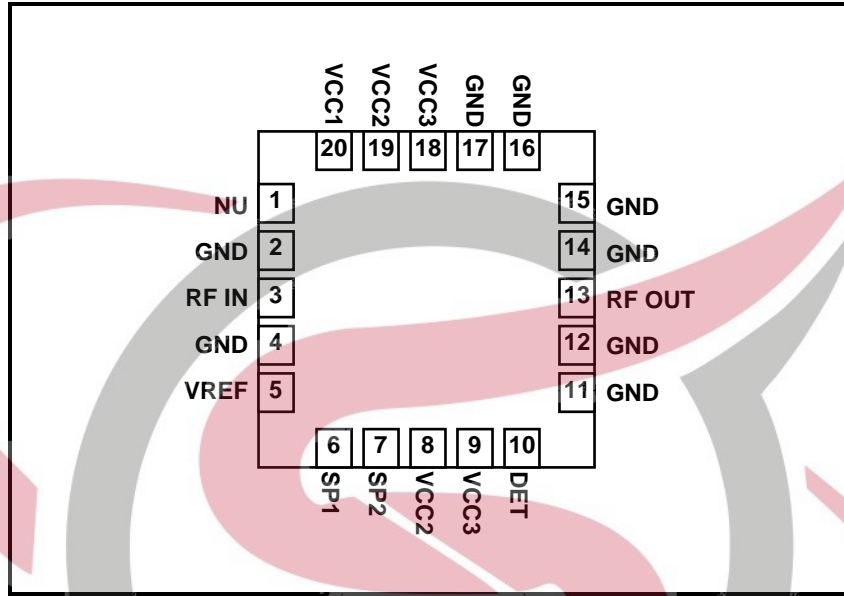 VCC1 VCC2 VCC3 GND GND
20 19 18 17 16
NU 1 15 GND
GND 2 14 GND
RF IN 3 13 RF OUT
GND 4 12 GND
VREF 5 11 GND
6 7 8 9 10
SP1 SP2 VCC2 VCC3 DET